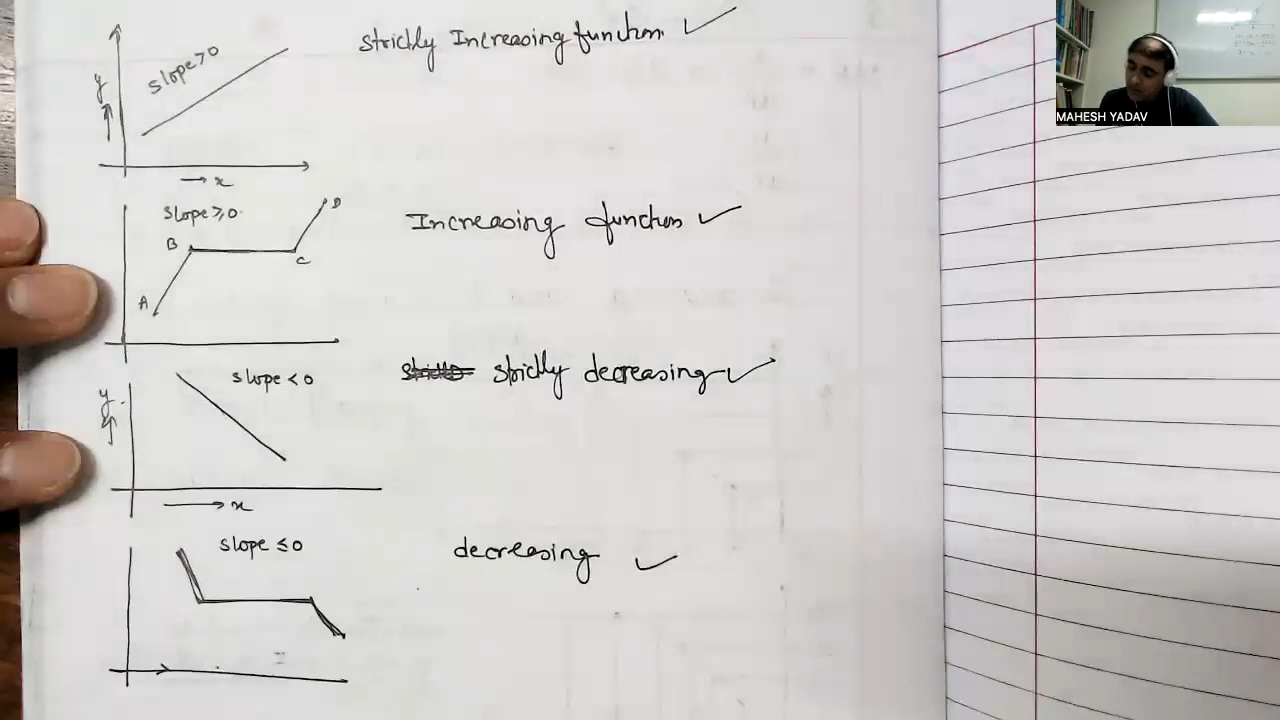 slope>0
strictly Increasing function
MAHESH YADAV
y
x
slope≥0
D
B
C
A
Increasing function
slope<0
strictly decreasing
y
x
slope≤0
decreasing